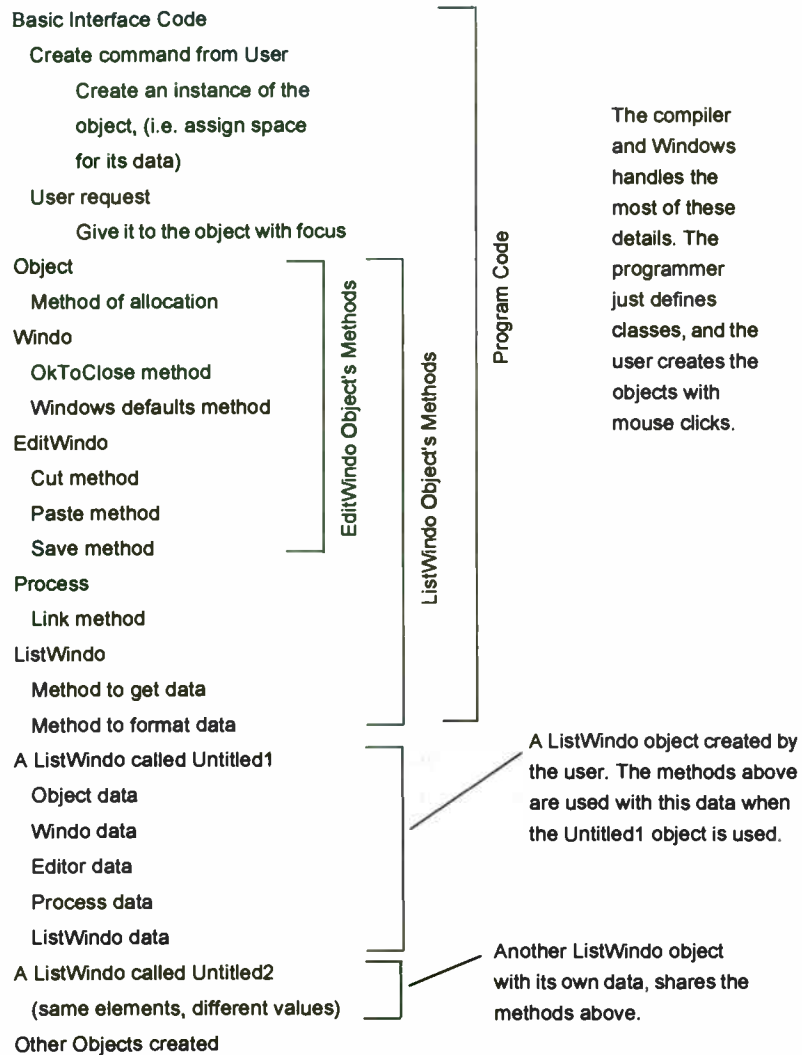 Basic Interface Code
Create command from User
Create an instance of the
object, (i.e. assign space
for its data)
User request
Give it to the object with focus
Object
Method of allocation
Windo
OkToClose method
Windows defaults method
EditWindo
Cut method
Paste method
Save method
Process
Link method
ListWindo
Method to get data
Method to format data
A ListWindo called Untitled1
Object data
Windo data
Editor data
Process data
ListWindo data
A ListWindo called Untitled2
(same elements, different values)
Other Objects created
EditWindo Object's Methods
ListWindo Object's Methods
Program Code
The compiler
and Windows
handles the
most of these
details. The
programmer
just defines
classes, and the
user creates the
objects with
mouse clicks.
A ListWindo object created by
the user. The methods above
are used with this data when
the Untitled1 object is used.
Another ListWindo object
with its own data, shares the
methods above.